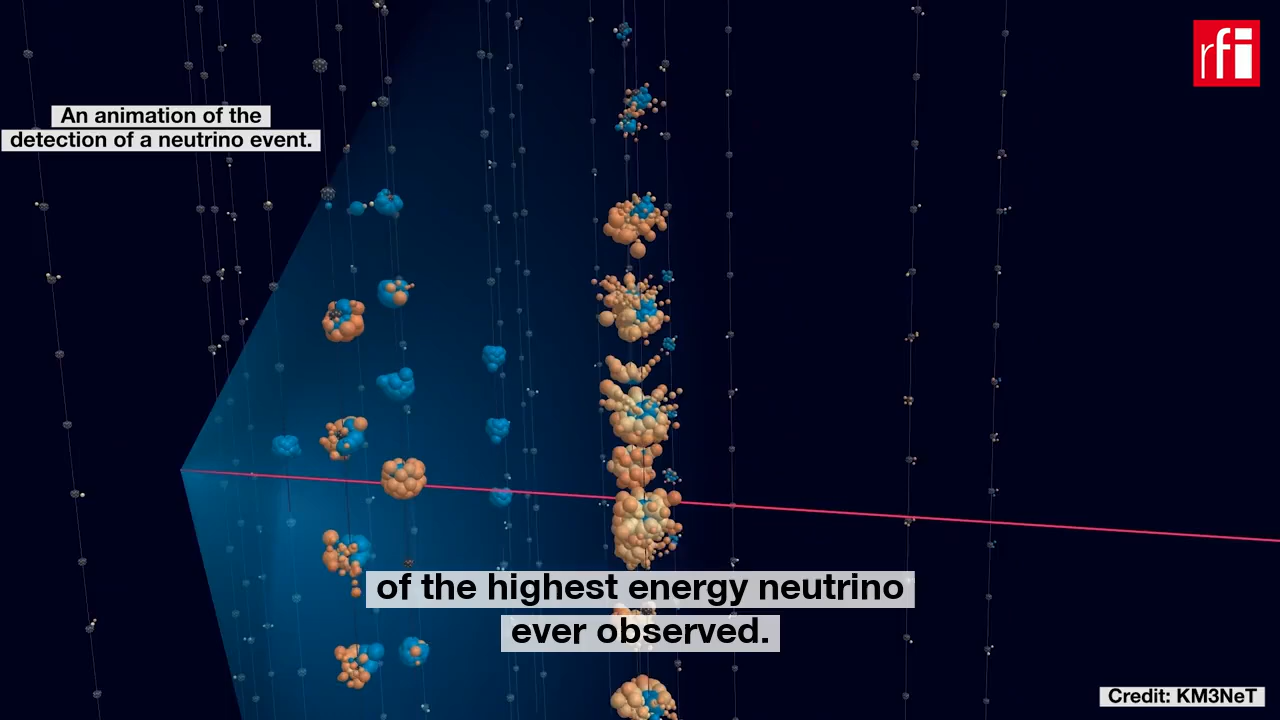 rfi
An animation of the
detection of a neutrino event.
of the highest energy neutrino
ever observed.
Credit: KM3NeT